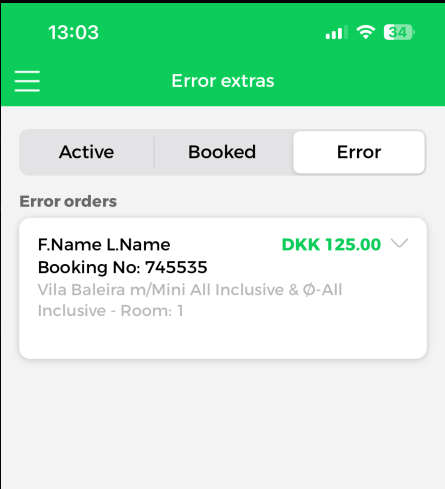 13:03
34
Error extras
Active Booked Error
Error orders
F.Name L.Name DKK 125.00
Booking No: 745535
Vila Baleira m/Mini All Inclusive & Ø-All
Inclusive - Room: 1